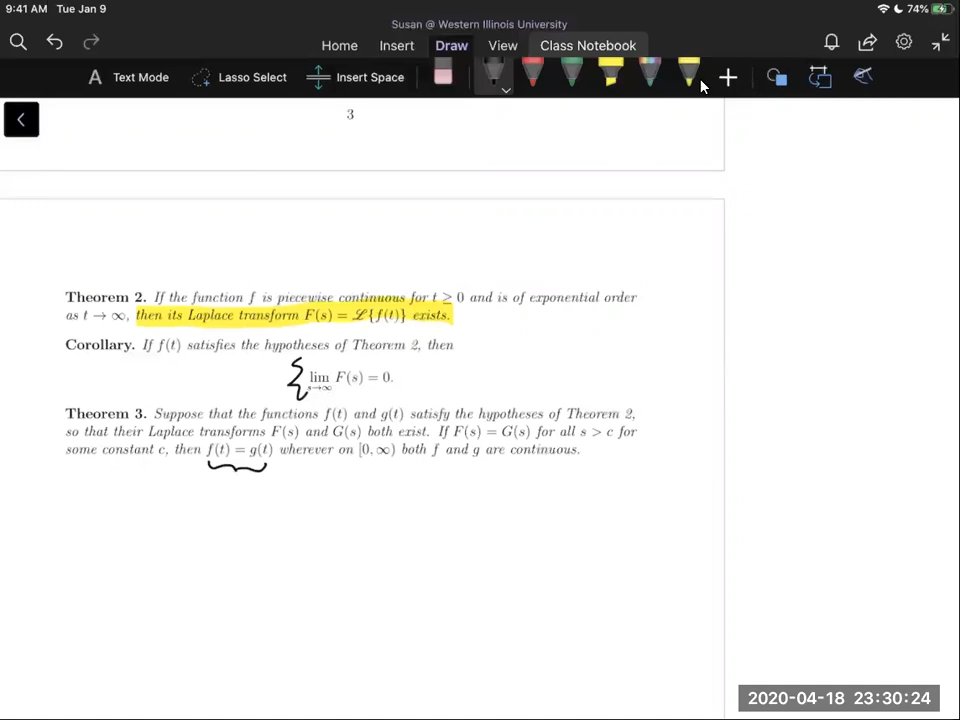 9:41 AM Tue Jan 9
74%
Susan @ Western Illinois University
Home Insert Draw View Class Notebook
Text Mode Lasso Select Insert Space
3
Theorem 2. If the function f is piecewise continuous for t ≥ 0 and is of exponential order
as t → ∞, then its Laplace transform F(s) = ℒ{f(t)} exists.
Corollary. If f(t) satisfies the hypotheses of Theorem 2, then
lim F(s) = 0.
s→∞
Theorem 3. Suppose that the functions f(t) and g(t) satisfy the hypotheses of Theorem 2,
so that their Laplace transforms F(s) and G(s) both exist. If F(s) = G(s) for all s > c for
some constant c, then f(t) = g(t) wherever on [0, ∞) both f and g are continuous.
2020-04-18 23:30:24